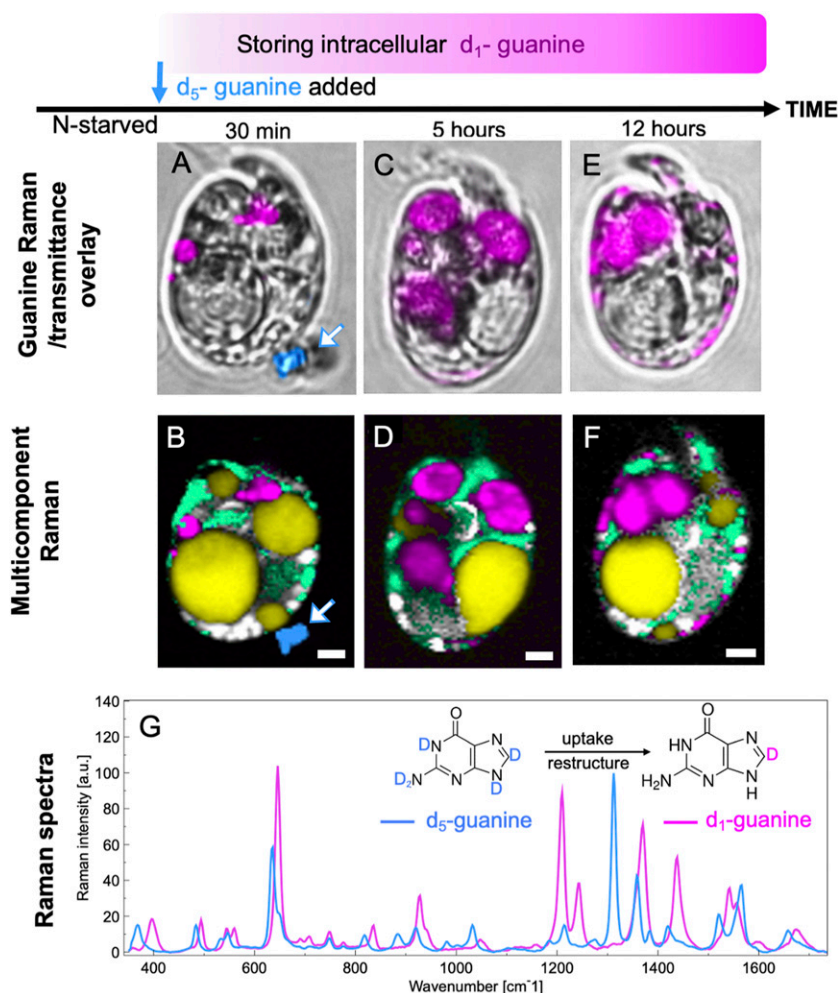 Storing intracellular d₁- guanine
d₅- guanine added
TIME
N-starved
30 min
5 hours
12 hours
Guanine Raman
/transmittance
overlay
A
C
E
Multicomponent
Raman
B
D
F
Raman spectra
G
Raman intensity [a.u.]
140
120
100
80
60
40
20
0
O
DN
N
D
D₂N
N
N
D
uptake
restructure
O
HN
N
D
H₂N
N
N
H
d₅-guanine
d₁-guanine
400
600
800
1000
1200
1400
1600
Wavenumber [cm⁻1]